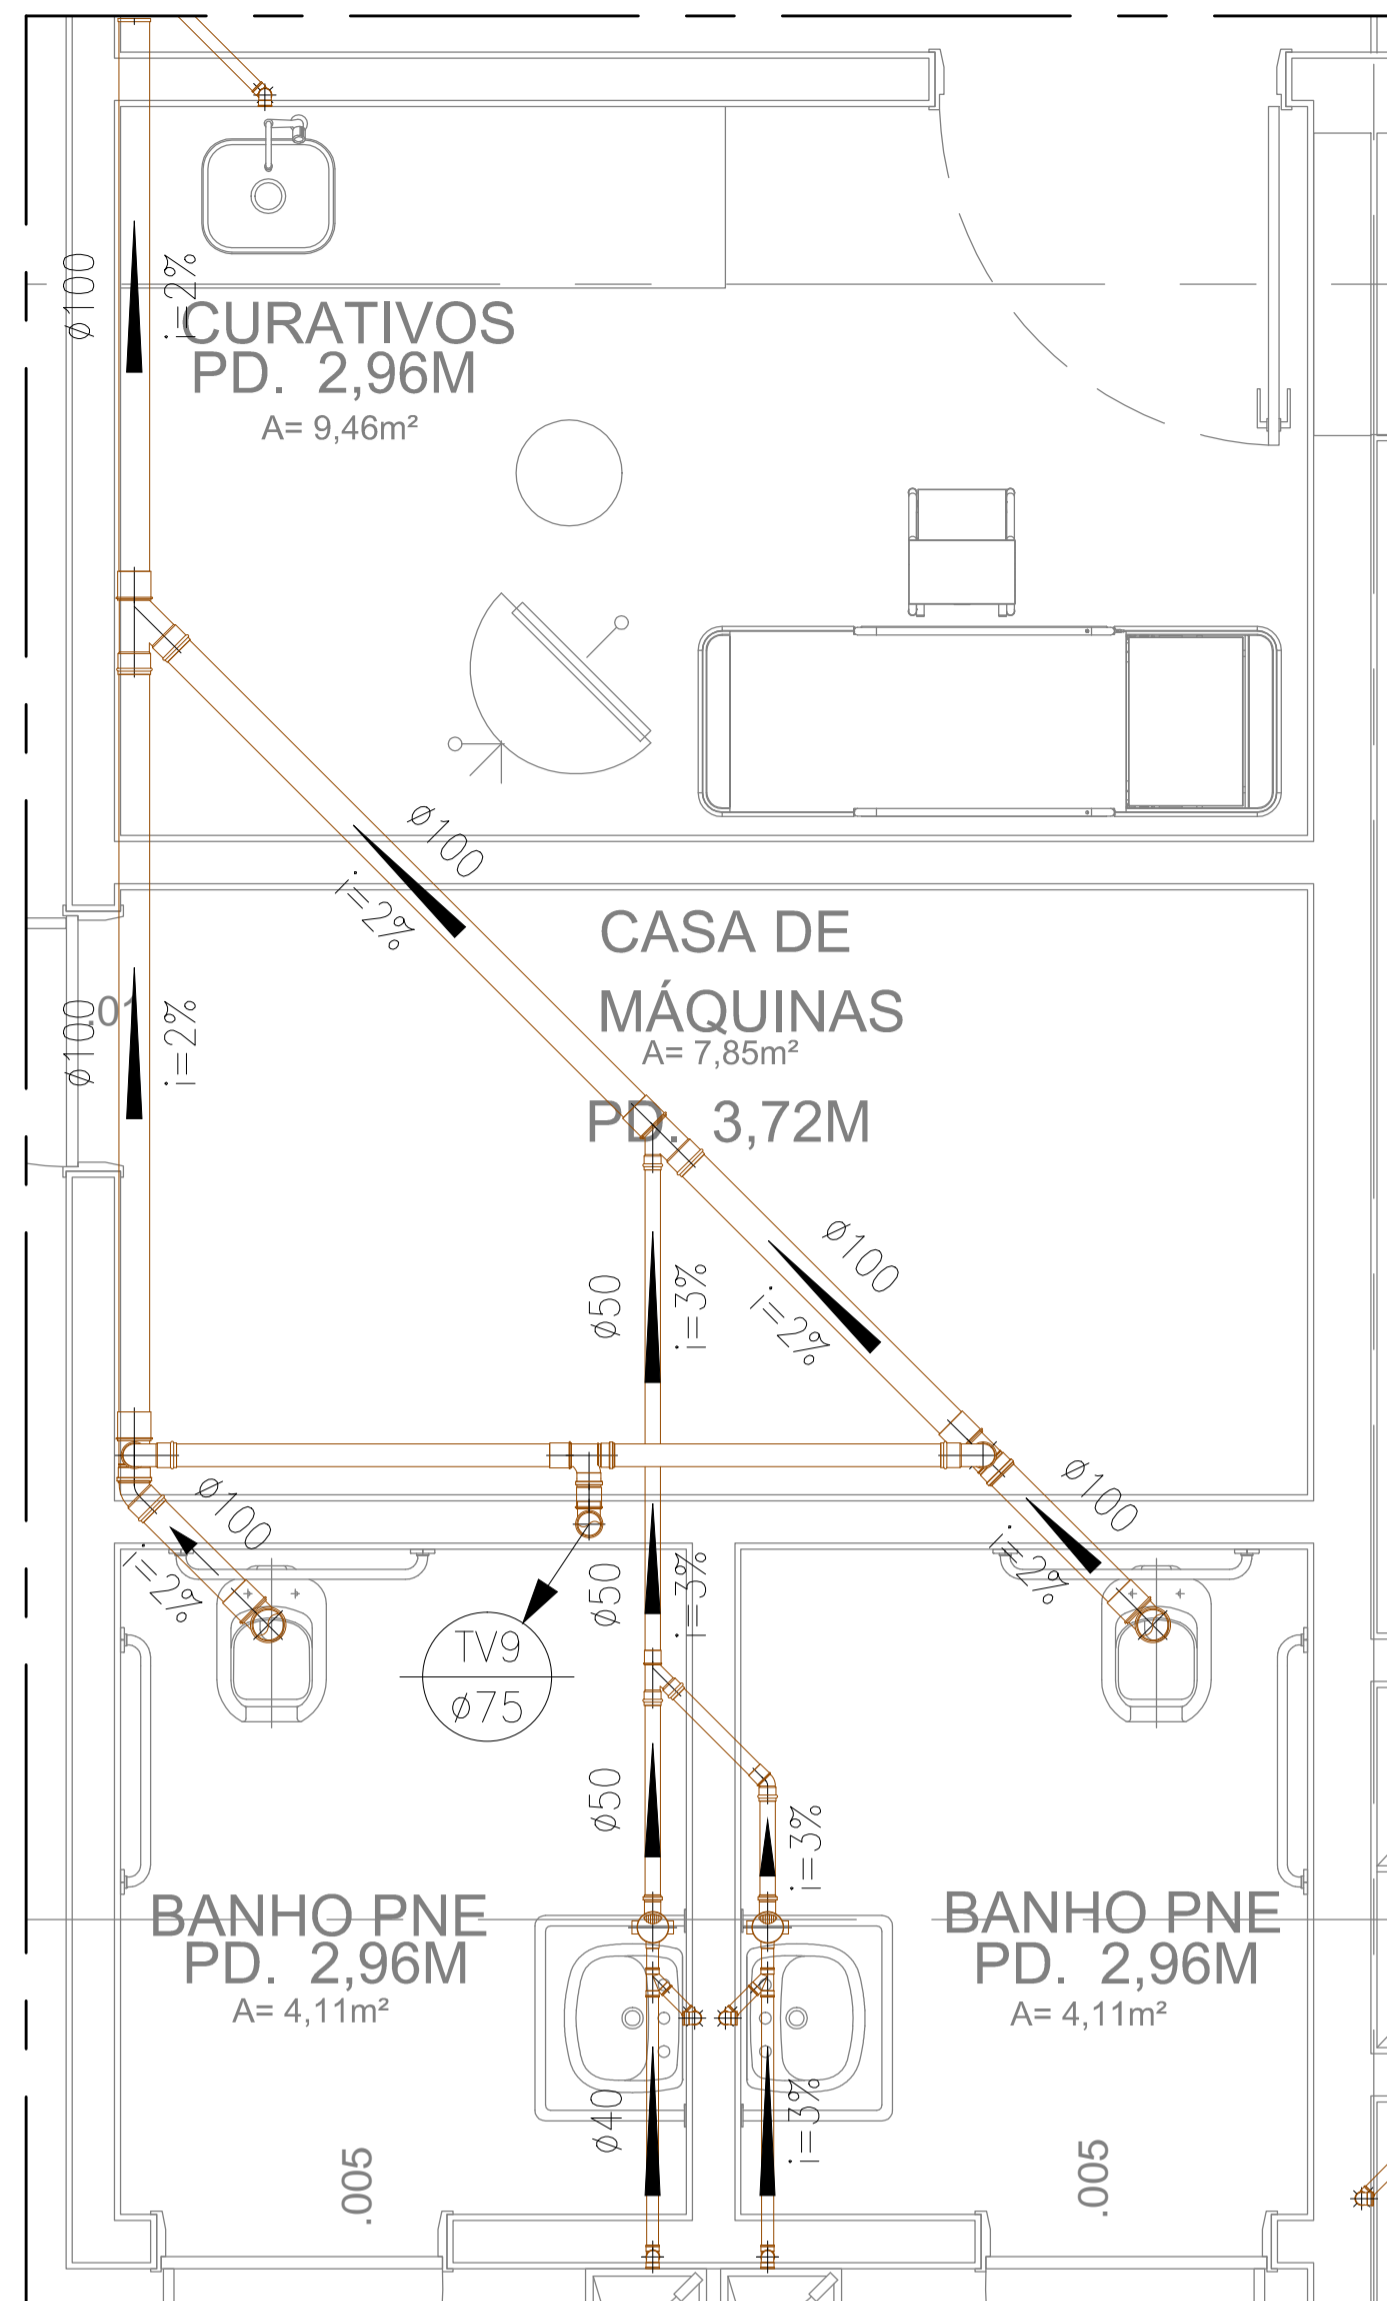 ø100
i=2%
CURATIVOS
PD. 2,96M
A= 9,46m²
ø100
i=2%
CASA DE
MÁQUINAS
A= 7,85m²
PD. 3,72M
.01
ø100
i=2%
ø50
i=3%
ø100
i=2%
ø100
i=2%
ø50
i=3%
ø100
i=2%
TV9
ø75
ø50
i=3%
BANHO PNE
PD. 2,96M
A= 4,11m²
BANHO PNE
PD. 2,96M
A= 4,11m²
ø40
i=3%
.005
.005